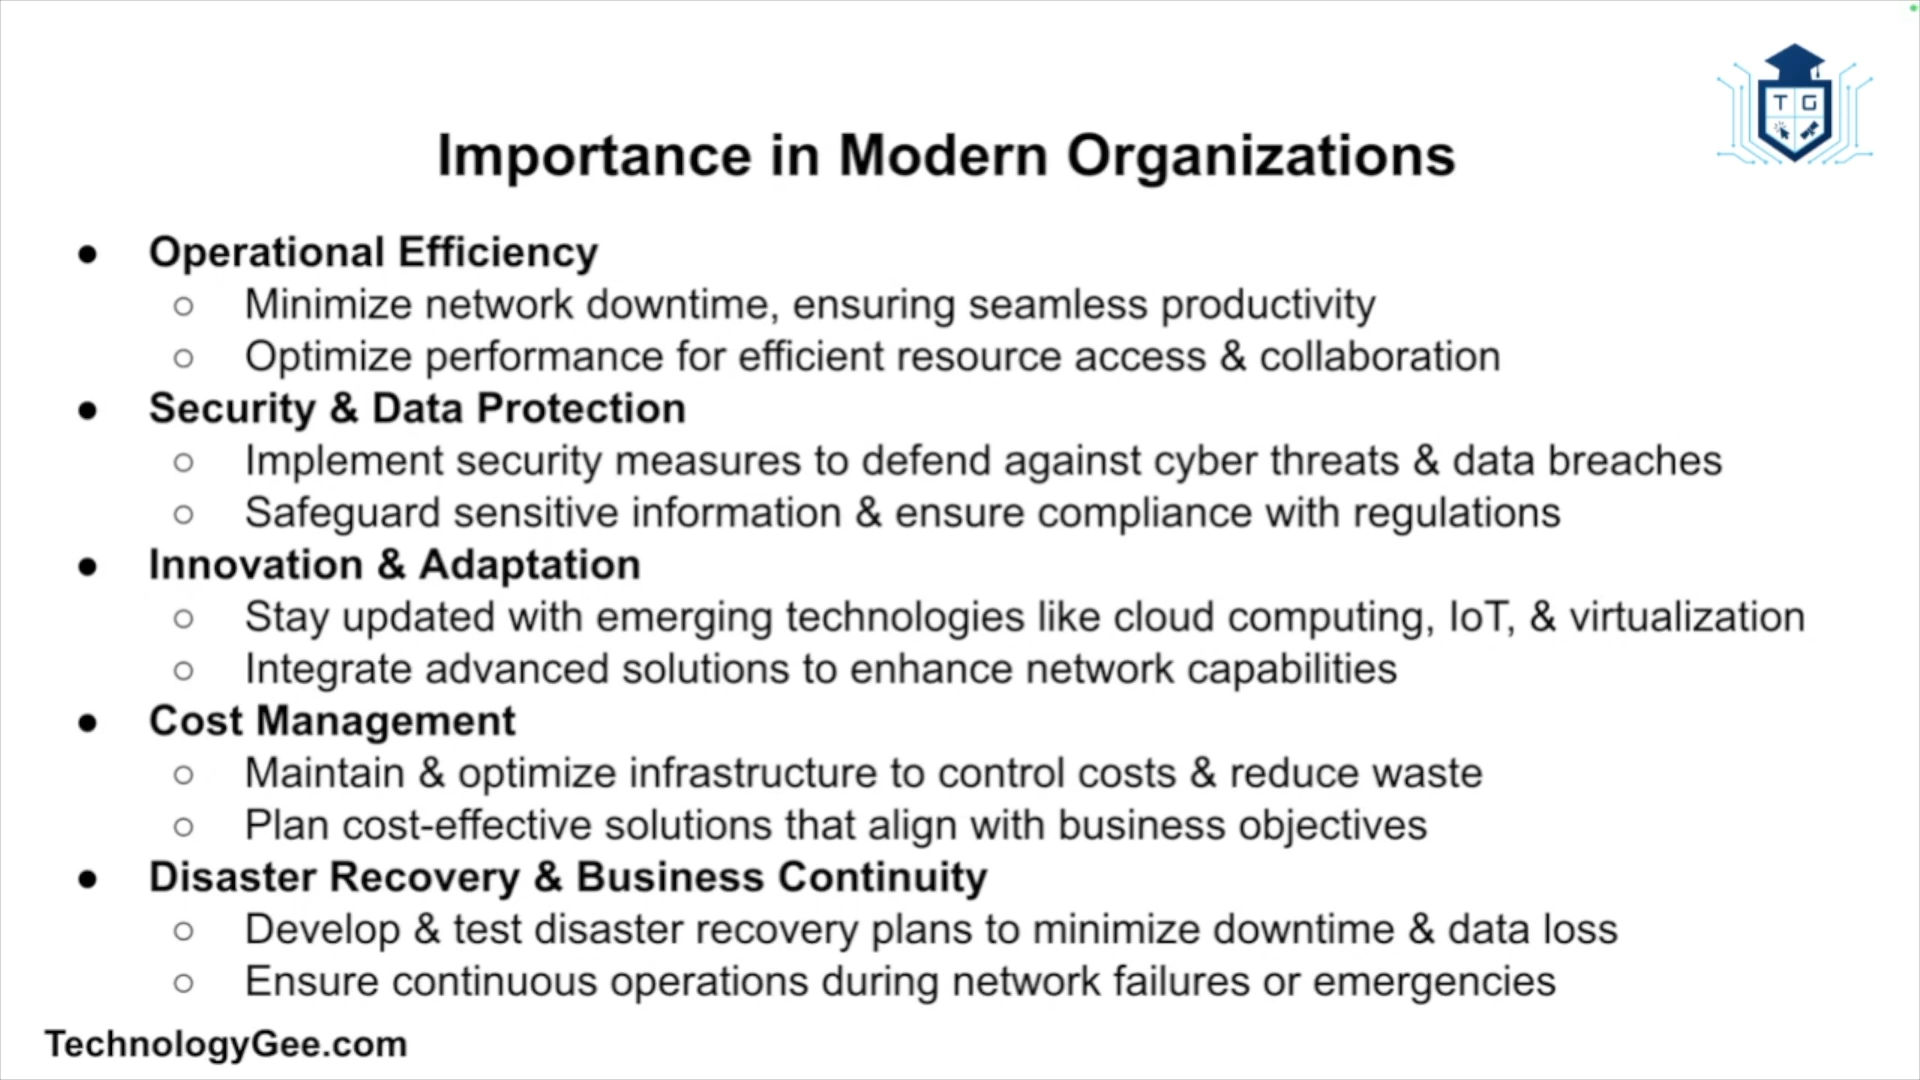 T G
Importance in Modern Organizations
● Operational Efficiency
○ Minimize network downtime, ensuring seamless productivity
○ Optimize performance for efficient resource access & collaboration
● Security & Data Protection
○ Implement security measures to defend against cyber threats & data breaches
○ Safeguard sensitive information & ensure compliance with regulations
● Innovation & Adaptation
○ Stay updated with emerging technologies like cloud computing, IoT, & virtualization
○ Integrate advanced solutions to enhance network capabilities
● Cost Management
○ Maintain & optimize infrastructure to control costs & reduce waste
○ Plan cost-effective solutions that align with business objectives
● Disaster Recovery & Business Continuity
○ Develop & test disaster recovery plans to minimize downtime & data loss
○ Ensure continuous operations during network failures or emergencies
TechnologyGee.com